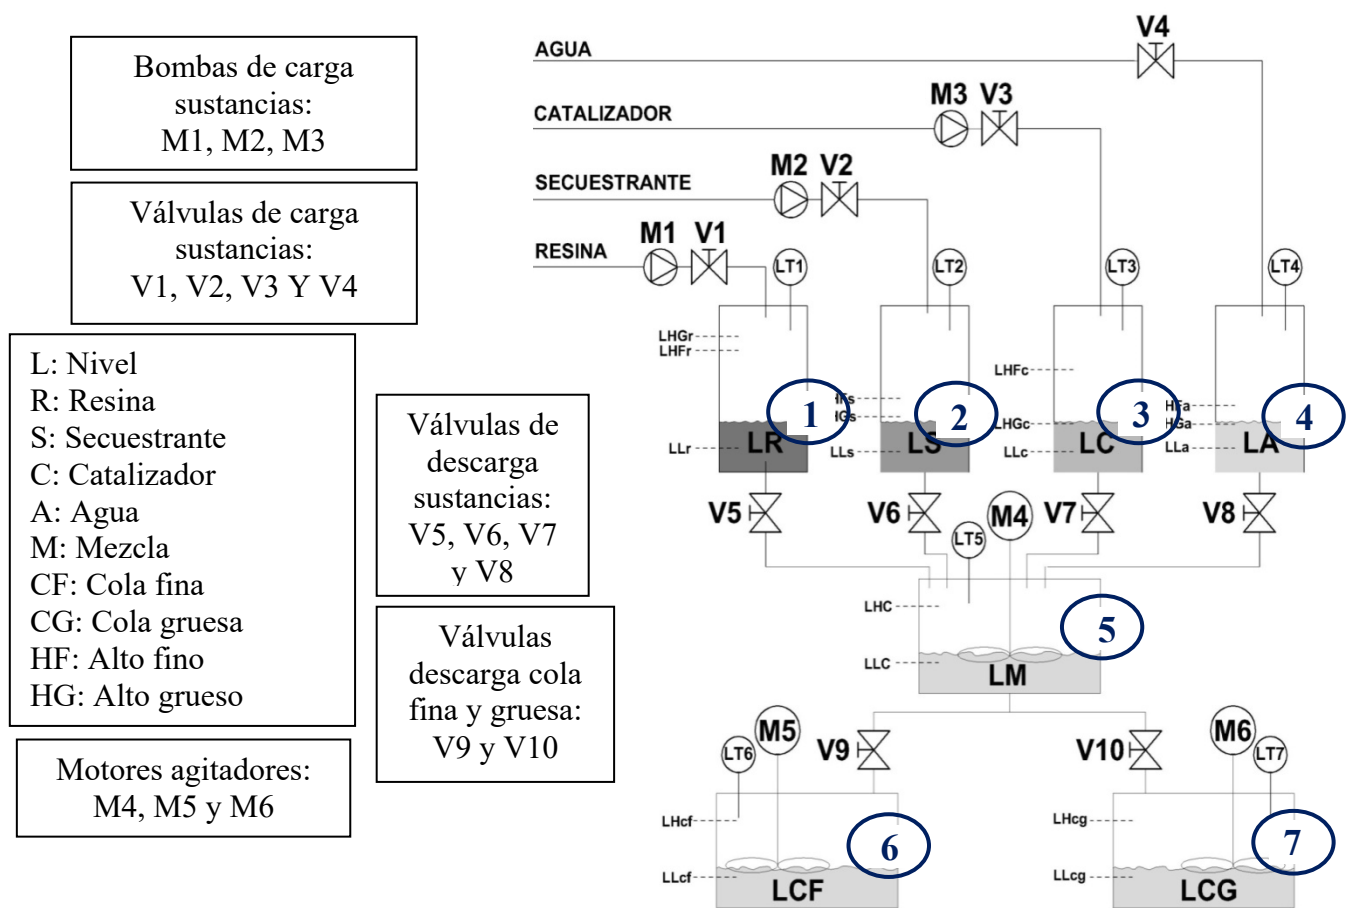 Bombas de carga
sustancias:
M1, M2, M3
Válvulas de carga
sustancias:
V1, V2, V3 Y V4
L: Nivel
R: Resina
S: Secuestrante
C: Catalizador
A: Agua
M: Mezcla
CF: Cola fina
CG: Cola gruesa
HF: Alto fino
HG: Alto grueso
Motores agitadores:
M4, M5 y M6
Válvulas de
descarga
sustancias:
V5, V6, V7
y V8
Válvulas
descarga cola
fina y gruesa:
V9 y V10
AGUA
V4
CATALIZADOR
M3 V3
SECUESTRANTE
M2 V2
RESINA
M1 V1
LT1
LT2
LT3
LT4
LHGr
LHFr
LLr
LR
1
HFs
HGs
LLs
LS
2
LHFc
LHGc
LLc
LC
3
HFa
HGa
LLa
LA
4
V5
V6
M4
V7
V8
LT5
LHC
LLC
LM
5
M5
LT6
V9
V10
M6
LT7
LHcf
LLcf
LCF
6
LHcg
LLcg
LCG
7